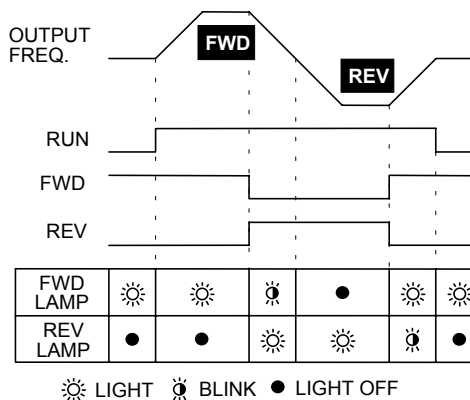 OUTPUT
FREQ.
FWD
REV
RUN
FWD
REV
FWD
LAMP
REV
LAMP
LIGHT BLINK LIGHT OFF